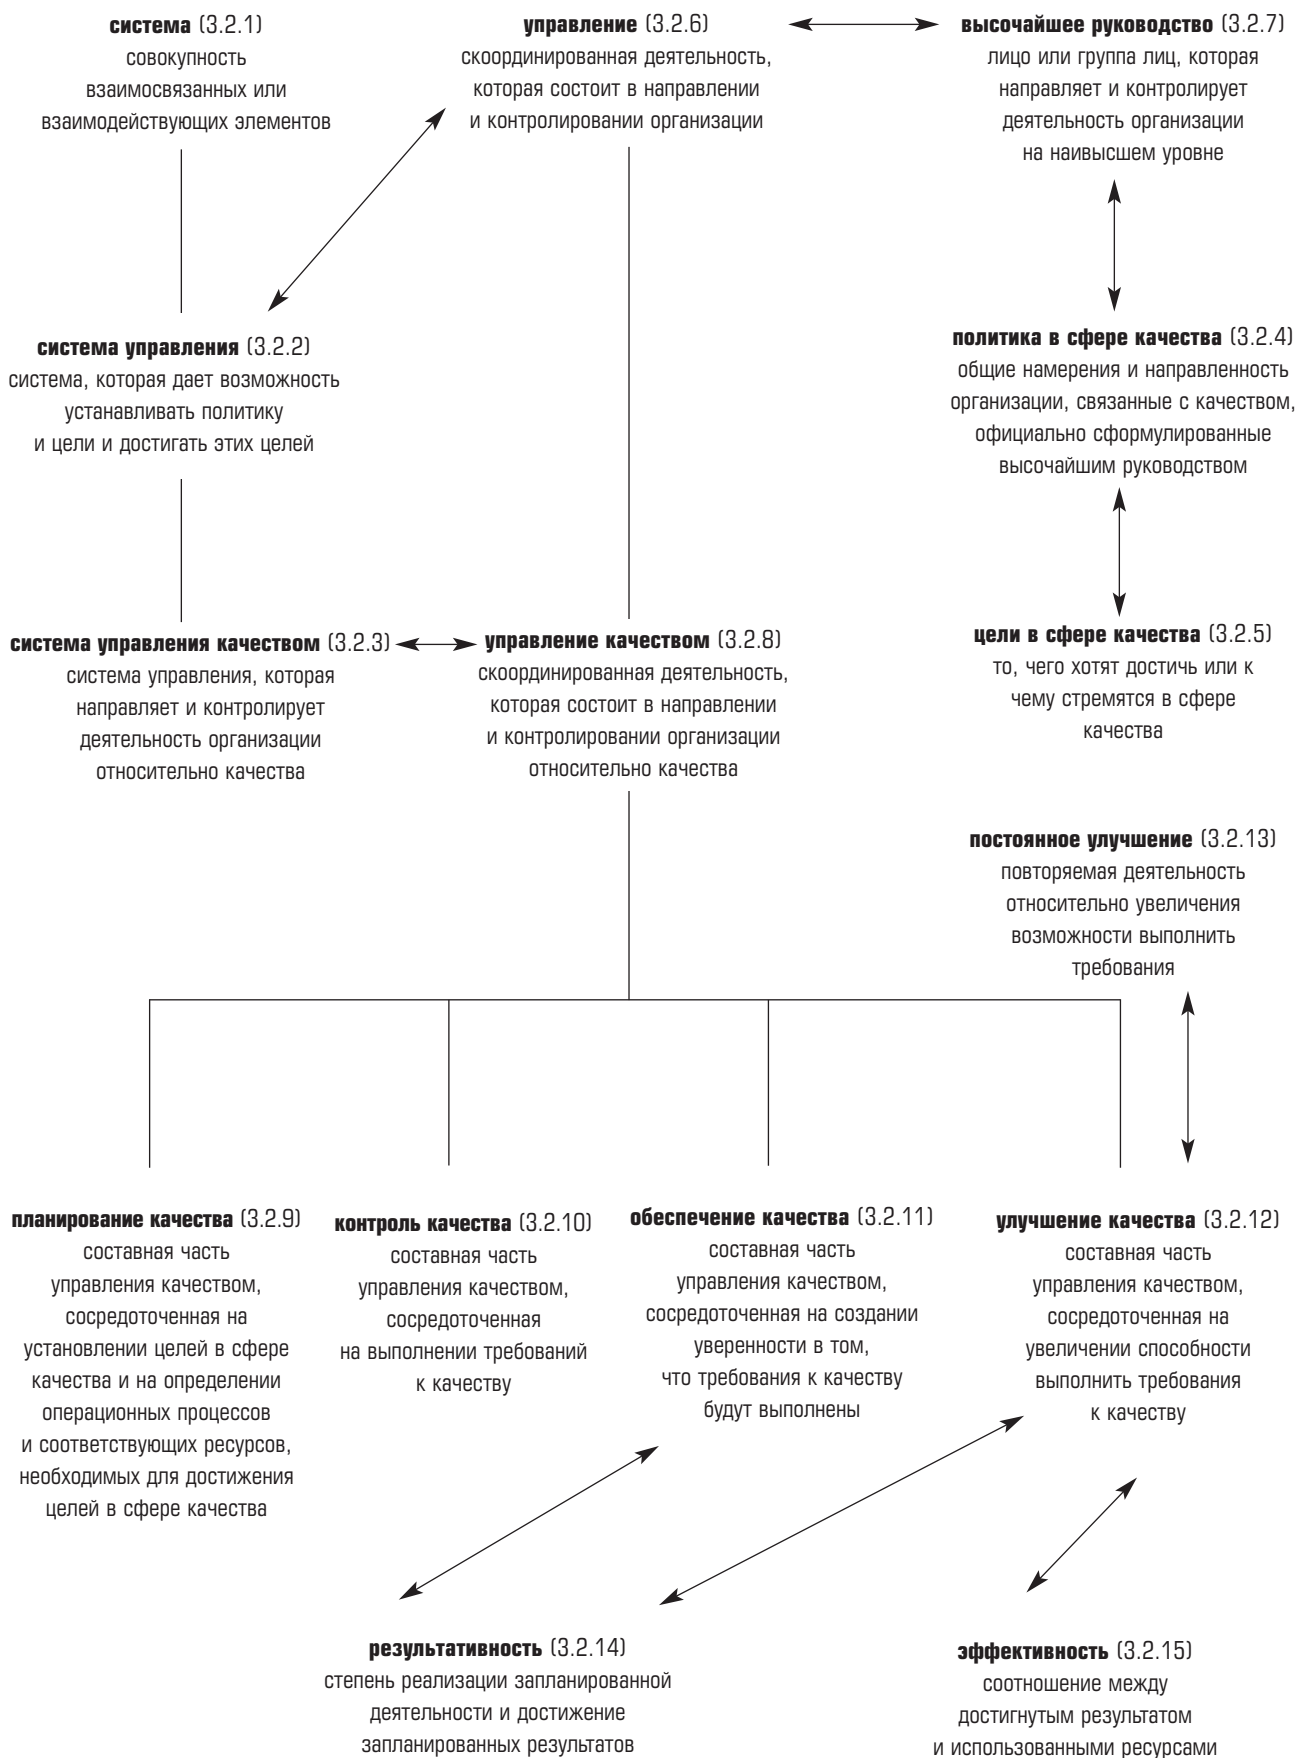 система (3.2.1)
совокупность
взаимосвязанных или
взаимодействующих элементов
управление (3.2.6)
скоординированная деятельность,
которая состоит в направлении
и контролировании организации
высочайшее руководство (3.2.7)
лицо или группа лиц, которая
направляет и контролирует
деятельность организации
на наивысшем уровне
система управления (3.2.2)
система, которая дает возможность
устанавливать политику
и цели и достигать этих целей
политика в сфере качества (3.2.4)
общие намерения и направленность
организации, связанные с качеством,
официально сформулированные
высочайшим руководством
система управления качеством (3.2.3)
система управления, которая
направляет и контролирует
деятельность организации
относительно качества
управление качеством (3.2.8)
скоординированная деятельность,
которая состоит в направлении
и контролировании организации
относительно качества
цели в сфере качества (3.2.5)
то, чего хотят достичь или к
чему стремятся в сфере
качества
постоянное улучшение (3.2.13)
повторяемая деятельность
относительно увеличения
возможности выполнить
требования
планирование качества (3.2.9)
составная часть
управления качеством,
сосредоточенная на
установлении целей в сфере
качества и на определении
операционных процессов
и соответствующих ресурсов,
необходимых для достижения
целей в сфере качества
контроль качества (3.2.10)
составная часть
управления качеством,
сосредоточенная
на выполнении требований
к качеству
обеспечение качества (3.2.11)
составная часть
управления качеством,
сосредоточенная на создании
уверенности в том,
что требования к качеству
будут выполнены
улучшение качества (3.2.12)
составная часть
управления качеством,
сосредоточенная на
увеличении способности
выполнить требования
к качеству
результативность (3.2.14)
степень реализации запланированной
деятельности и достижение
запланированных результатов
эффективность (3.2.15)
соотношение между
достигнутым результатом
и использованными ресурсами